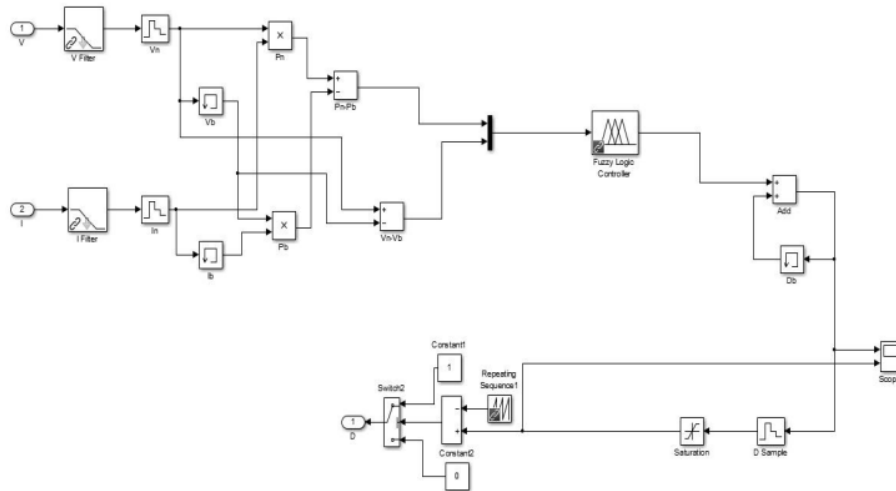 1
V
V Filter
Vn
Pn
Pn-Pb
Vb
Fuzzy Logic
Controller
2
I
I Filter
In
Ib
Pb
Vn-Vb
Add
Db
Scop
Constant1
1
Repeating
Sequence1
Switch2
1
D
Constant2
0
Saturation
D Sample